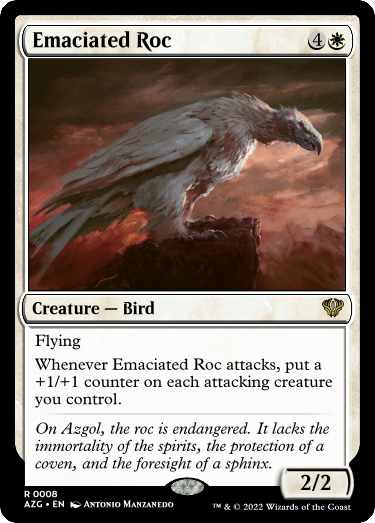 Emaciated Roc 4
Creature — Bird
Flying
Whenever Emaciated Roc attacks, put a
+1/+1 counter on each attacking creature
you control.
On Azgol, the roc is endangered. It lacks the
immortality of the spirits, the protection of a
coven, and the foresight of a sphinx.
2/2
R 0008
AZG • EN Antonio Manzanedo
™ & © 2022 Wizards of the Coast